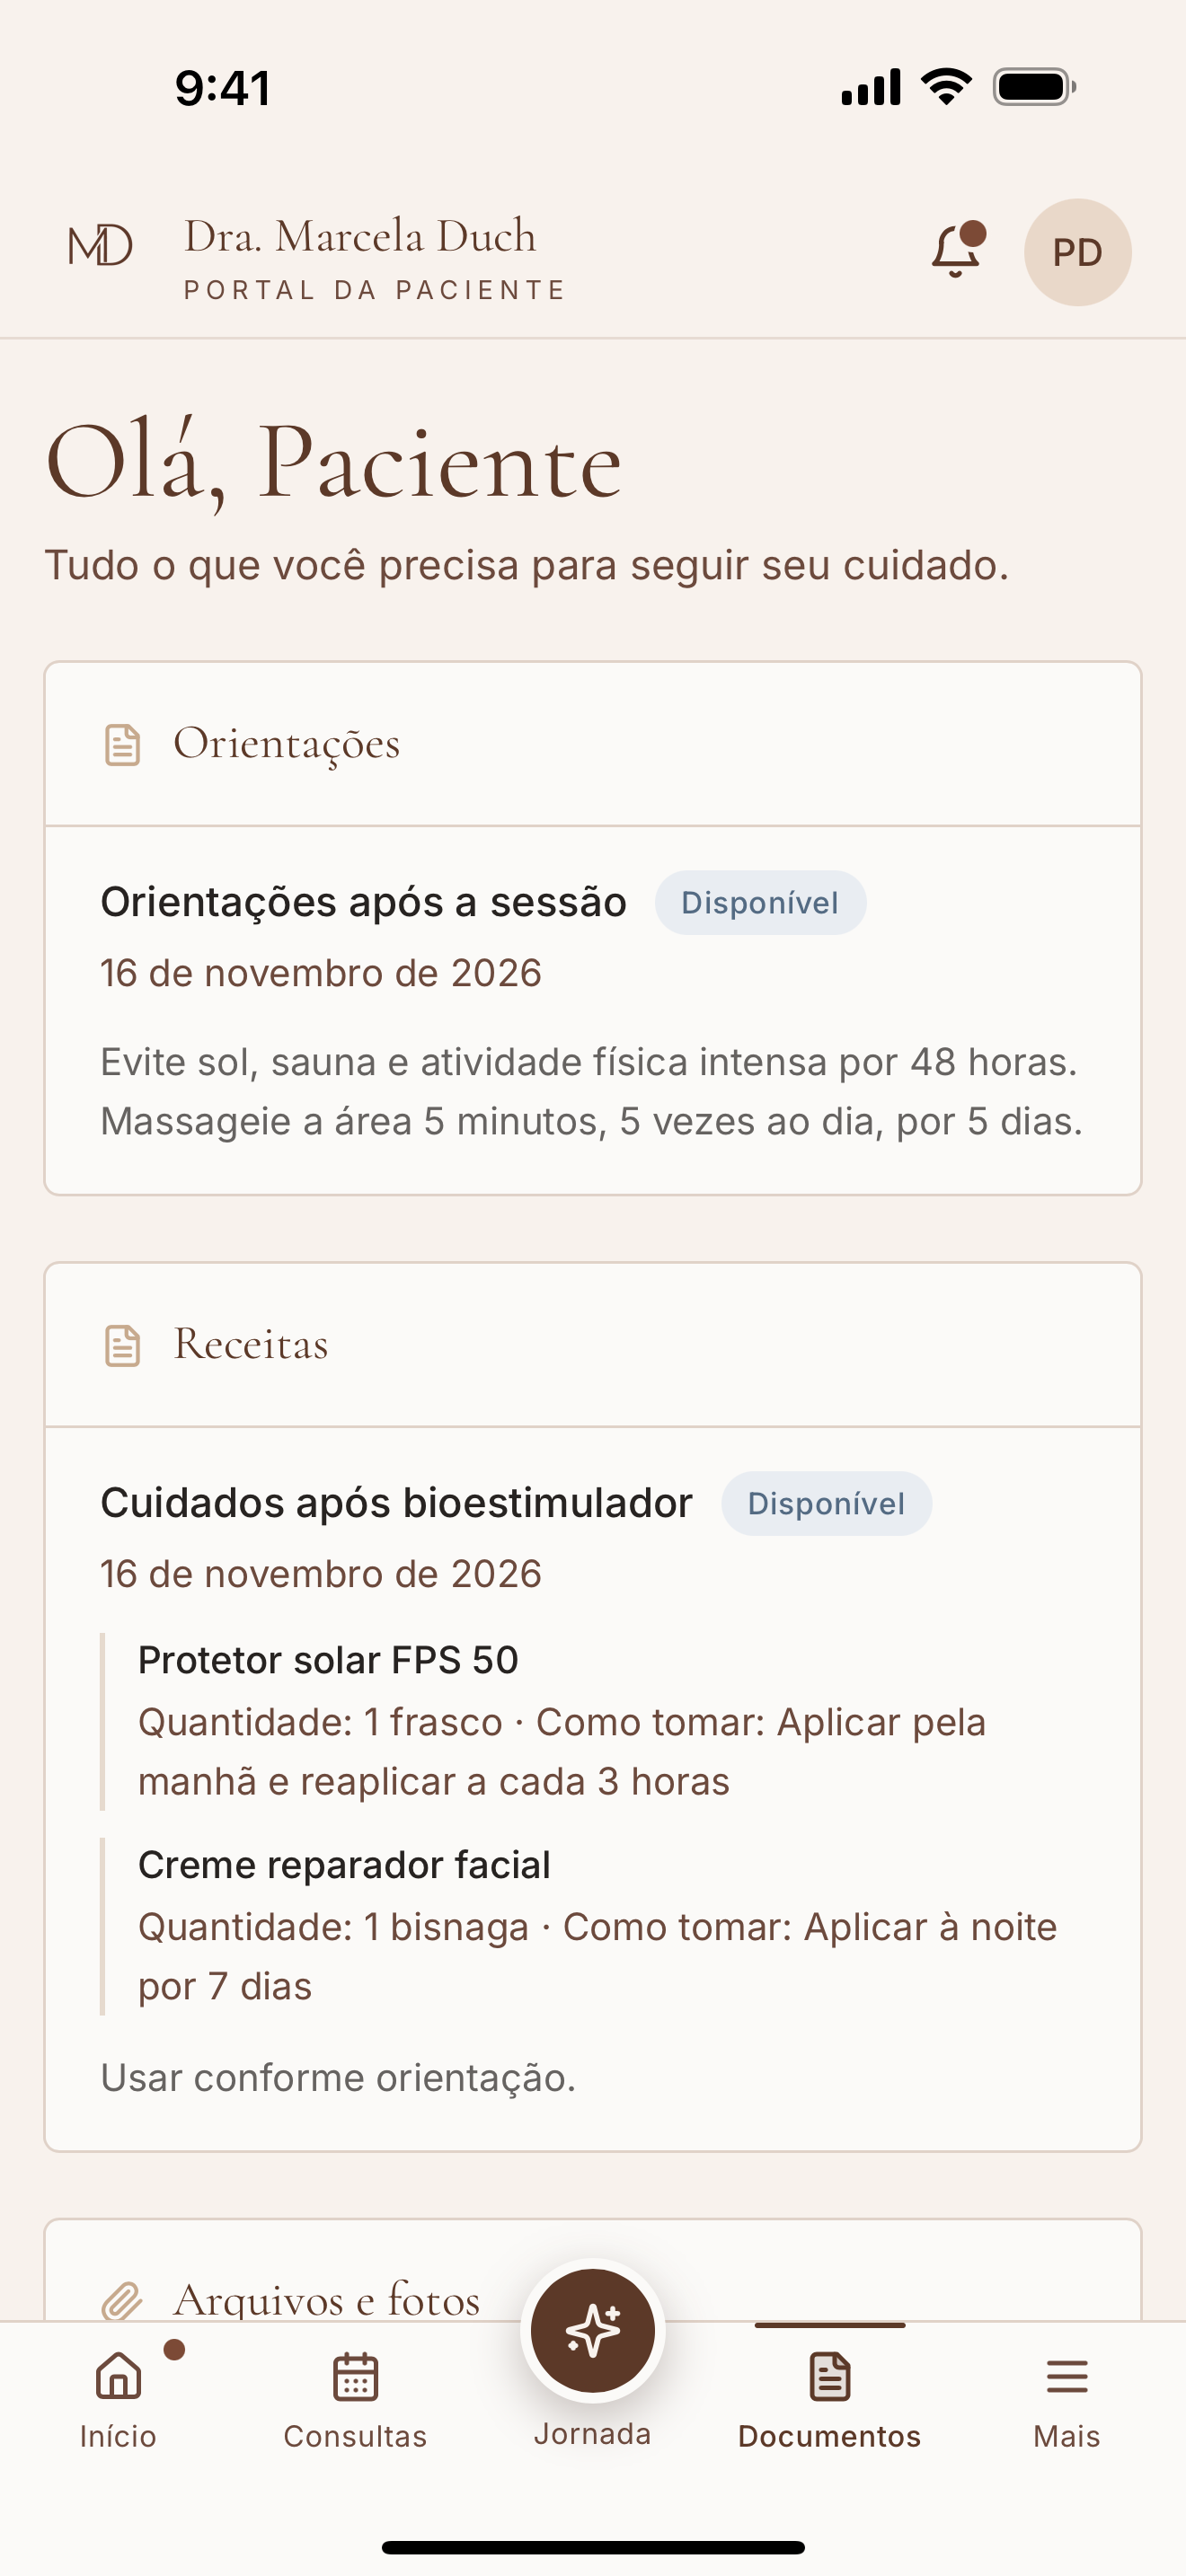 9:41
MD
Dra. Marcela Duch
PORTAL DA PACIENTE
PD
Olá, Paciente
Tudo o que você precisa para seguir seu cuidado.
Orientações
Orientações após a sessão Disponível
16 de novembro de 2026
Evite sol, sauna e atividade física intensa por 48 horas.
Massageie a área 5 minutos, 5 vezes ao dia, por 5 dias.
Receitas
Cuidados após bioestimulador Disponível
16 de novembro de 2026
Protetor solar FPS 50
Quantidade: 1 frasco · Como tomar: Aplicar pela
manhã e reaplicar a cada 3 horas
Creme reparador facial
Quantidade: 1 bisnaga · Como tomar: Aplicar à noite
por 7 dias
Usar conforme orientação.
Arquivos e fotos
Início Consultas Jornada Documentos Mais